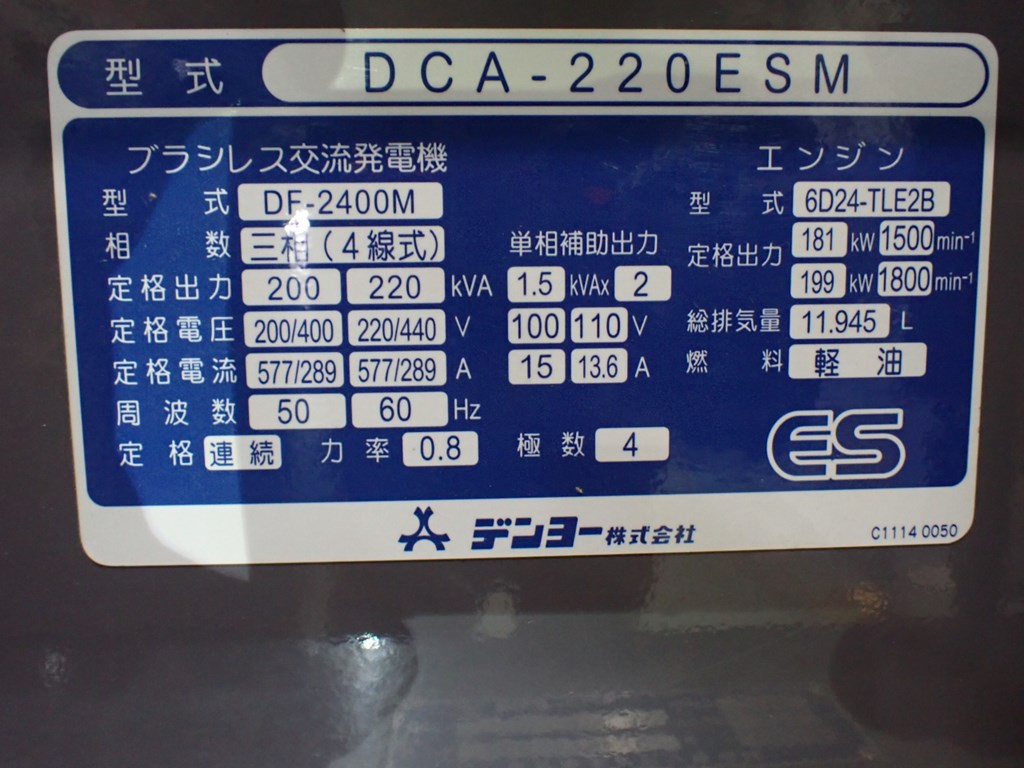 型式 DCA-220ESM
ブラシレス交流発電機
型式 DF-2400M
相数 三相(4線式)
定格出力 200 220 kVA
定格電圧 200/400 220/440 V
定格電流 577/289 577/289 A
周波数 50 60 Hz
定格 連続 力率 0.8 極数 4
単相補助出力
1.5 kVAx 2
100 110 V
15 13.6 A
エンジン
型式 6D24-TLE2B
定格出力 181 kW 1500 min⁻¹
199 kW 1800 min⁻¹
総排気量 11.945 L
燃料 軽油
ES
デンヨー株式会社
C1114 0050